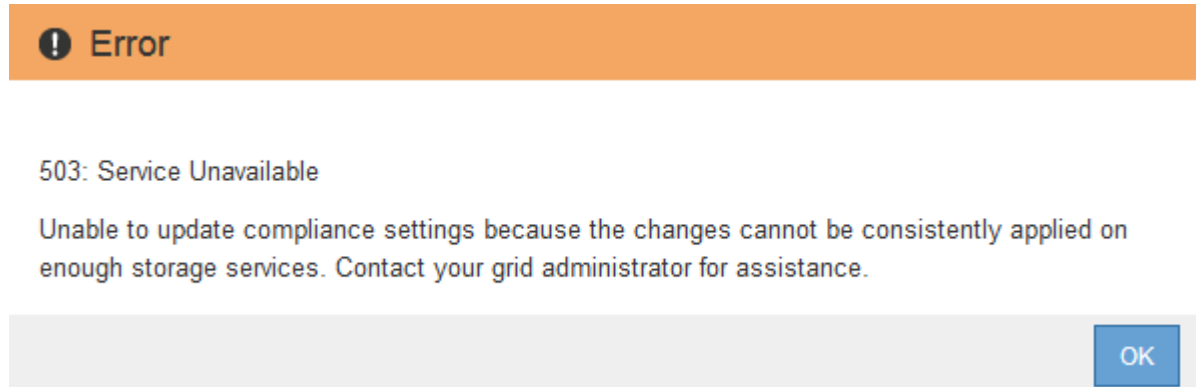 Error
503: Service Unavailable
Unable to update compliance settings because the changes cannot be consistently applied on
enough storage services. Contact your grid administrator for assistance.
OK